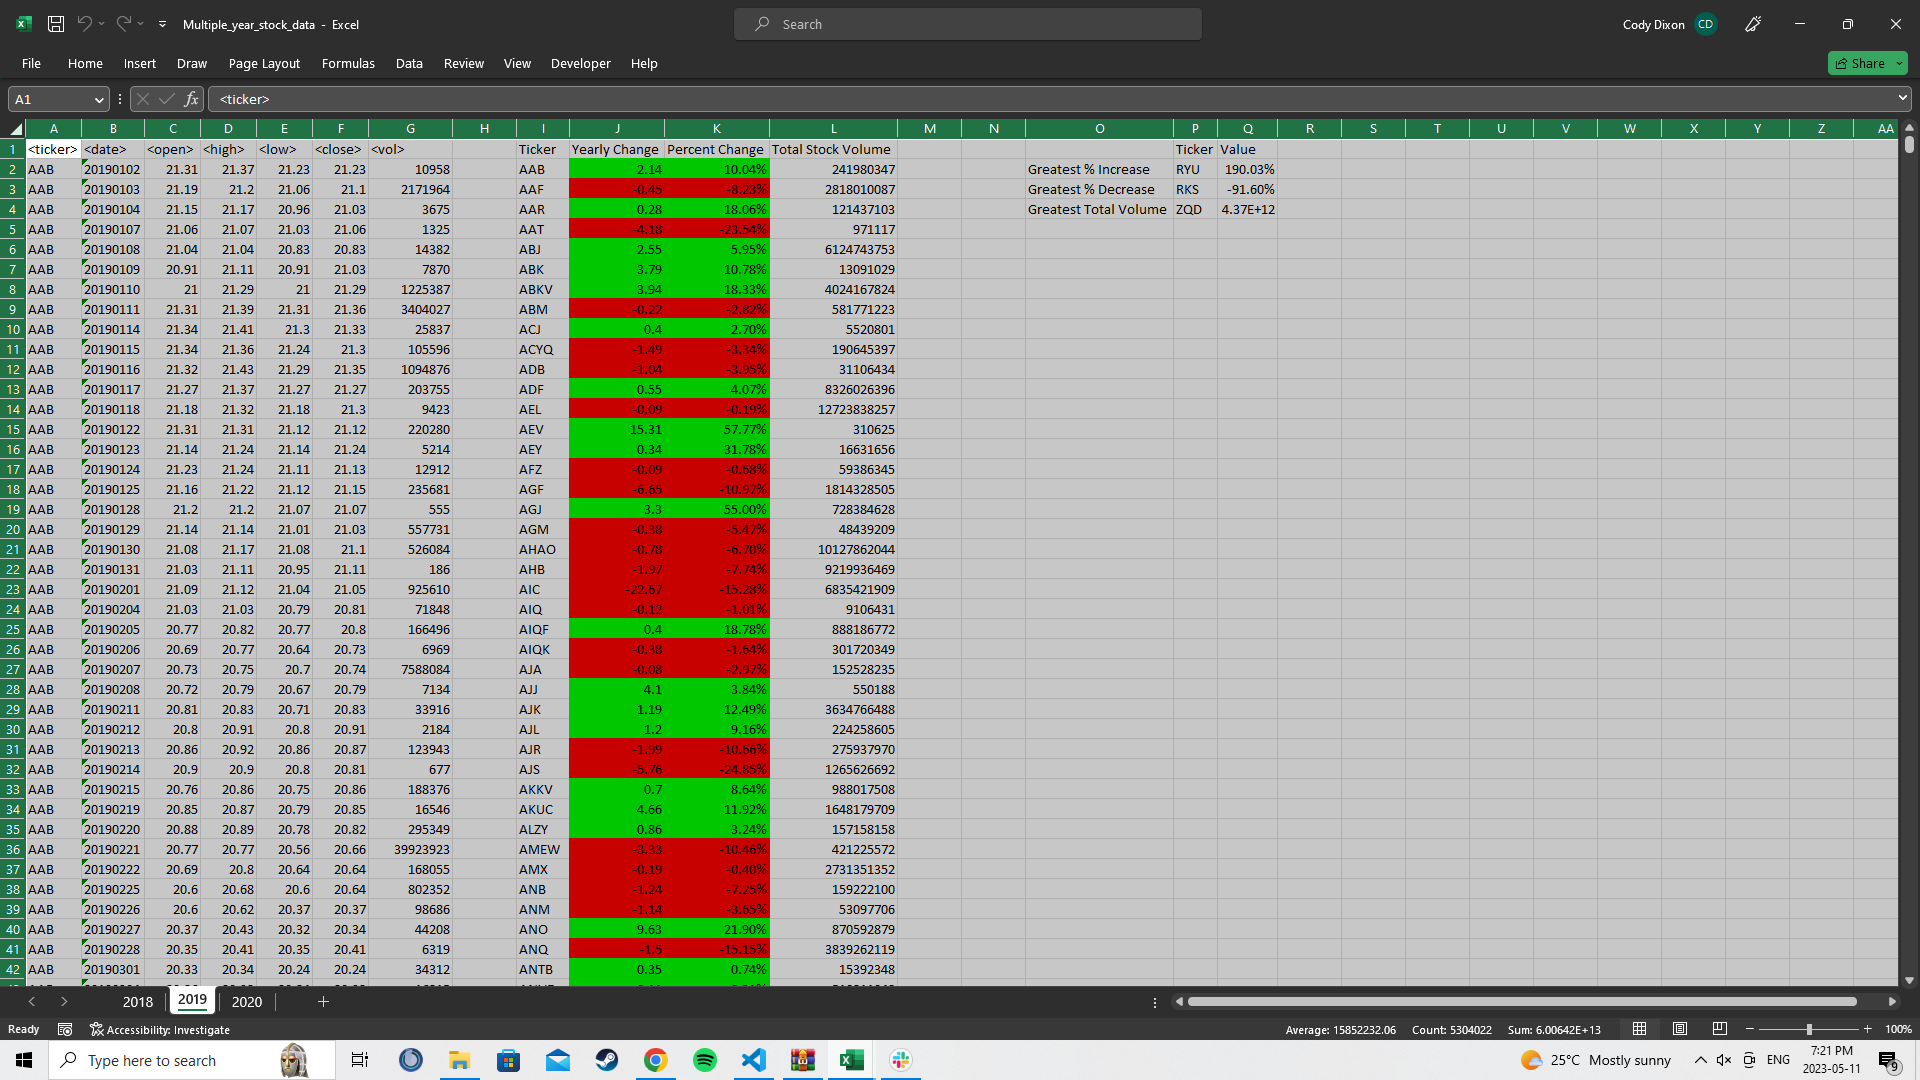 Multiple_year_stock_data - Excel
Search
Cody Dixon CD
File Home Insert Draw Page Layout Formulas Data Review View Developer Help
Share
A1 fx <ticker>
A B C D E F G H I J K L M N O P Q R S T U V W X Y Z AA
1 <ticker> <date> <open> <high> <low> <close> <vol> Ticker Yearly Change Percent Change Total Stock Volume Ticker Value
2 AAB 20190102 21.31 21.37 21.23 21.23 10958 AAB 2.14 10.04% 241980347 Greatest % Increase RYU 190.03%
3 AAB 20190103 21.19 21.2 21.06 21.1 2171964 AAF -0.45 -8.23% 2818010087 Greatest % Decrease RKS -91.60%
4 AAB 20190104 21.15 21.17 20.96 21.03 3675 AAR 0.28 18.06% 121437103 Greatest Total Volume ZQD 4.37E+12
5 AAB 20190107 21.06 21.07 21.03 21.06 1325 AAT -4.18 -23.54% 971117
6 AAB 20190108 21.04 21.04 20.83 20.83 14382 ABJ 2.55 5.95% 6124743753
7 AAB 20190109 20.91 21.11 20.91 21.03 7870 ABK 3.79 10.78% 13091029
8 AAB 20190110 21 21.29 21 21.29 1225387 ABKV 3.94 18.33% 4024167824
9 AAB 20190111 21.31 21.39 21.31 21.36 3404027 ABM -0.22 -2.82% 581771223
10 AAB 20190114 21.34 21.41 21.3 21.33 25837 ACJ 0.4 2.70% 5520801
11 AAB 20190115 21.34 21.36 21.24 21.3 105596 ACYQ -1.49 -3.34% 190645397
12 AAB 20190116 21.32 21.43 21.29 21.35 1094876 ADB -1.04 -3.95% 31106434
13 AAB 20190117 21.27 21.37 21.27 21.27 203755 ADF 0.55 4.07% 8326026396
14 AAB 20190118 21.18 21.32 21.18 21.3 9423 AEL -0.09 -0.19% 12723838257
15 AAB 20190122 21.31 21.31 21.12 21.12 220280 AEV 15.31 57.77% 310625
16 AAB 20190123 21.14 21.24 21.14 21.24 5214 AEY 0.34 31.78% 16631656
17 AAB 20190124 21.23 21.24 21.11 21.13 12912 AFZ -0.09 -0.68% 59386345
18 AAB 20190125 21.16 21.22 21.12 21.15 235681 AGF -6.65 -10.97% 1814328505
19 AAB 20190128 21.2 21.2 21.07 21.07 555 AGJ 3.3 55.00% 728384628
20 AAB 20190129 21.14 21.14 21.01 21.03 557731 AGM -0.38 -5.47% 48439209
21 AAB 20190130 21.08 21.17 21.08 21.1 526084 AHAO -0.78 -6.70% 10127862044
22 AAB 20190131 21.03 21.11 20.95 21.11 186 AHB -1.97 -7.74% 9219936469
23 AAB 20190201 21.09 21.12 21.04 21.05 925610 AIC -22.67 -15.28% 6835421909
24 AAB 20190204 21.03 21.03 20.79 20.81 71848 AIQ -0.12 -1.01% 9106431
25 AAB 20190205 20.77 20.82 20.77 20.8 166496 AIQF 0.4 18.78% 888186772
26 AAB 20190206 20.69 20.77 20.64 20.73 6969 AIQK -0.38 -1.64% 301720349
27 AAB 20190207 20.73 20.75 20.7 20.74 7588084 AJA -0.08 -2.97% 152528235
28 AAB 20190208 20.72 20.79 20.67 20.79 7134 AJJ 4.1 3.84% 550188
29 AAB 20190211 20.81 20.83 20.71 20.83 33916 AJK 1.19 12.49% 3634766488
30 AAB 20190212 20.8 20.91 20.8 20.91 2184 AJL 1.2 9.16% 224258605
31 AAB 20190213 20.86 20.92 20.86 20.87 123943 AJR -1.99 -10.66% 275937970
32 AAB 20190214 20.9 20.9 20.8 20.81 677 AJS -5.76 -24.85% 1265626692
33 AAB 20190215 20.76 20.86 20.75 20.86 188376 AKKV 0.7 8.64% 988017508
34 AAB 20190219 20.85 20.87 20.79 20.85 16546 AKUC 4.66 11.92% 1648179709
35 AAB 20190220 20.88 20.89 20.78 20.82 295349 ALZY 0.86 3.24% 157158158
36 AAB 20190221 20.77 20.77 20.56 20.66 39923923 AMEW -3.33 -10.46% 421225572
37 AAB 20190222 20.69 20.8 20.64 20.64 168055 AMX -0.19 -0.40% 2731351352
38 AAB 20190225 20.6 20.68 20.6 20.64 802352 ANB -1.24 -7.25% 159222100
39 AAB 20190226 20.6 20.62 20.37 20.37 98686 ANM -1.14 -3.65% 53097706
40 AAB 20190227 20.37 20.43 20.32 20.34 44208 ANO 9.63 21.90% 870592879
41 AAB 20190228 20.35 20.41 20.35 20.41 6319 ANQ -1.5 -15.15% 3839262119
42 AAB 20190301 20.33 20.34 20.24 20.24 34312 ANTB 0.35 0.74% 15392348
2018 2019 2020
Ready Accessibility: Investigate Average: 15852232.06 Count: 5304022 Sum: 6.00642E+13 100%
Type here to search 25°C Mostly sunny ENG 7:21 PM
2023-05-11 9